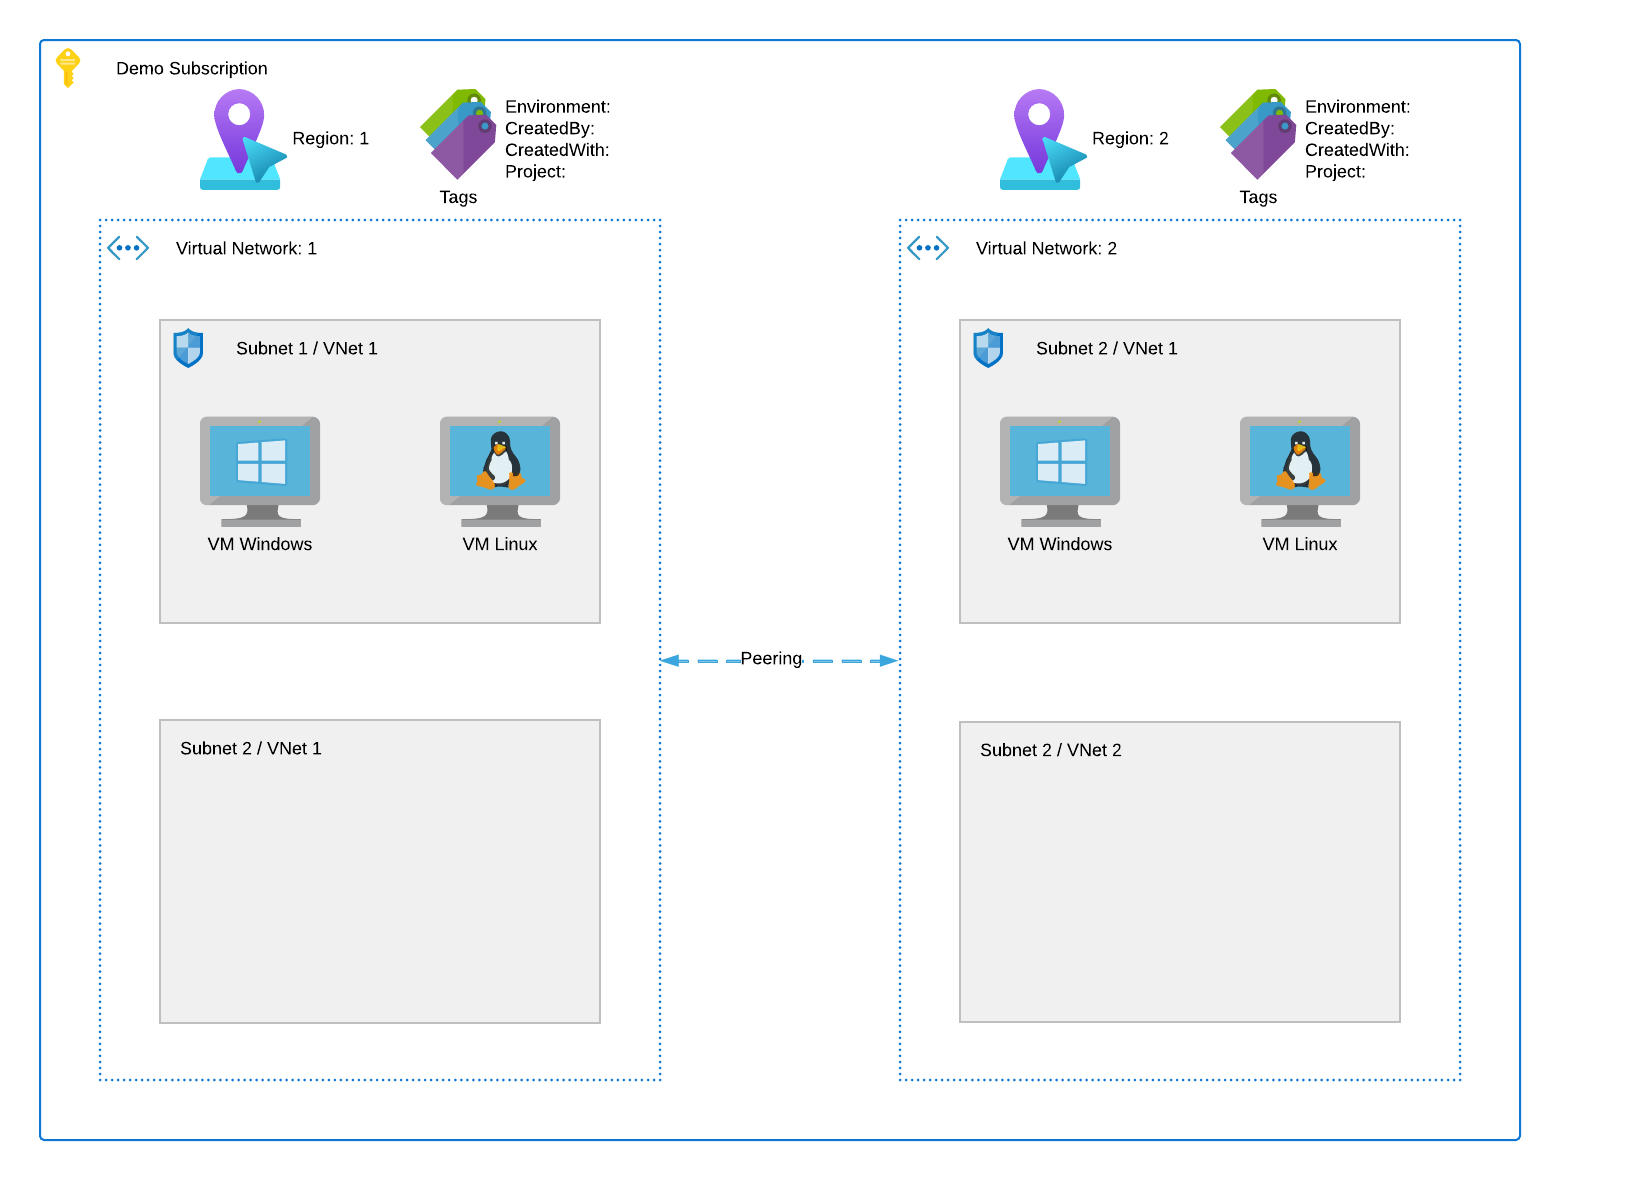 Demo Subscription
Region: 1
Environment:
CreatedBy:
CreatedWith:
Project:
Tags
Region: 2
Environment:
CreatedBy:
CreatedWith:
Project:
Tags
Virtual Network: 1
Subnet 1 / VNet 1
VM Windows
VM Linux
Subnet 2 / VNet 1
Peering
Virtual Network: 2
Subnet 2 / VNet 1
VM Windows
VM Linux
Subnet 2 / VNet 2